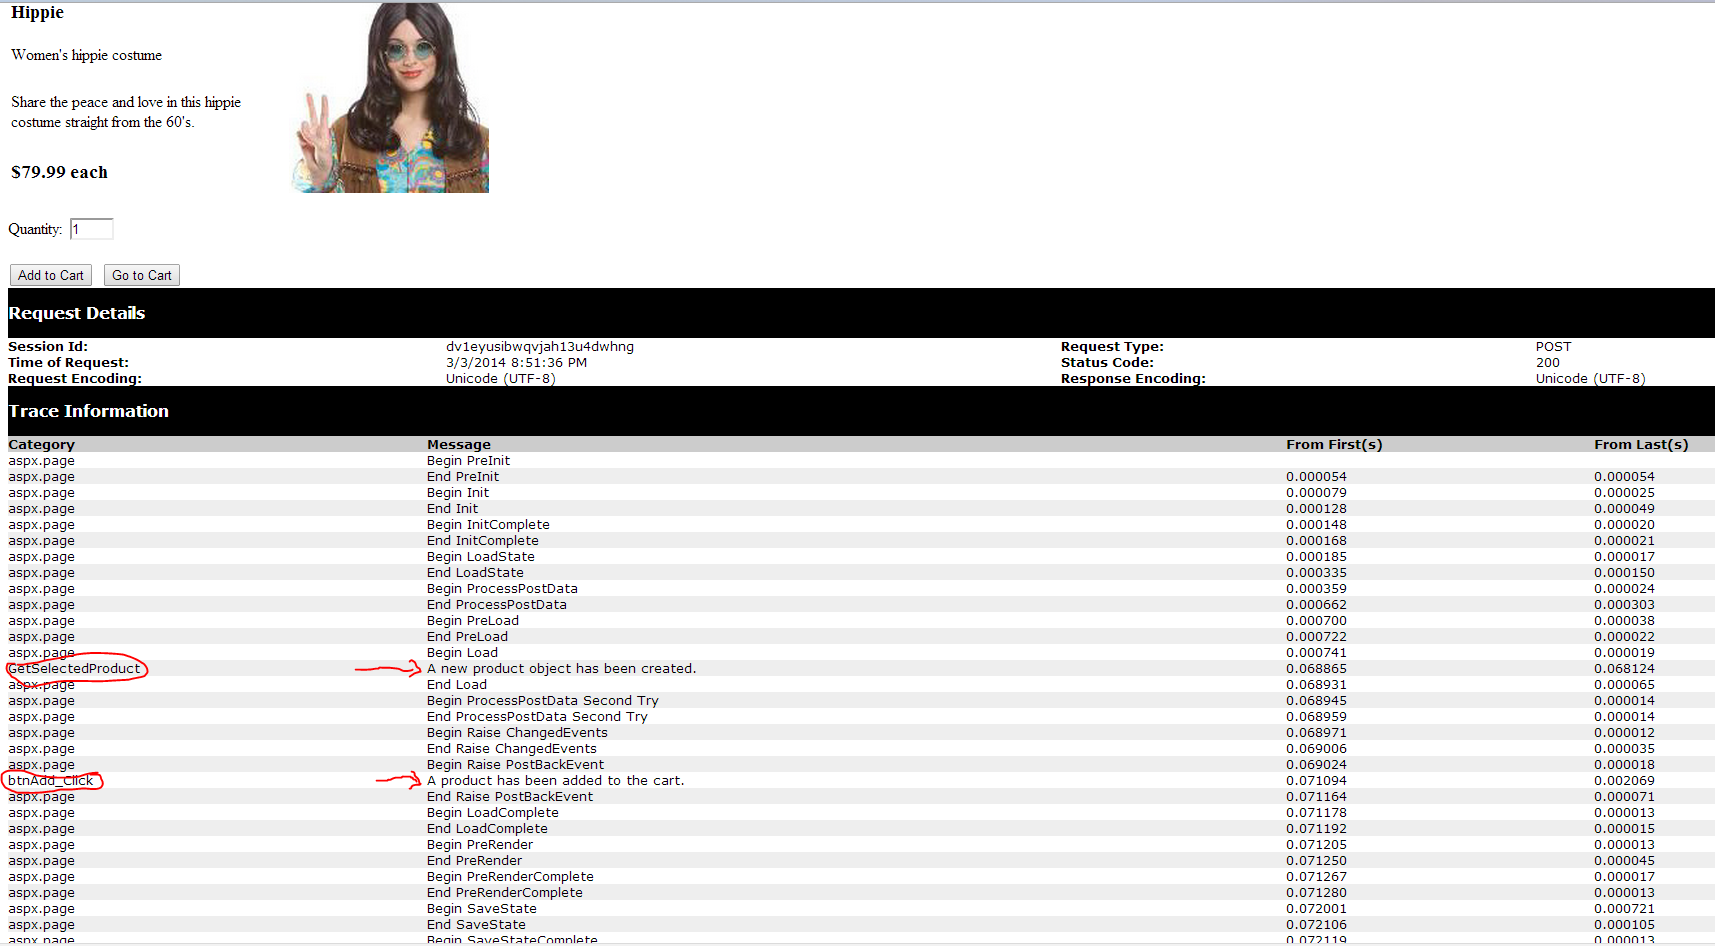 Hippie
Women's hippie costume
Share the peace and love in this hippie
costume straight from the 60's.
$79.99 each
Quantity: 1
Add to Cart Go to Cart
Request Details
Session Id: dv1eyusibwqvjah13u4dwhng Request Type: POST
Time of Request: 3/3/2014 8:51:36 PM Status Code: 200
Request Encoding: Unicode (UTF-8) Response Encoding: Unicode (UTF-8)
Trace Information
Category Message From First(s) From Last(s)
aspx.page Begin PreInit
aspx.page End PreInit 0.000054 0.000054
aspx.page Begin Init 0.000079 0.000025
aspx.page End Init 0.000128 0.000049
aspx.page Begin InitComplete 0.000148 0.000020
aspx.page End InitComplete 0.000168 0.000021
aspx.page Begin LoadState 0.000185 0.000017
aspx.page End LoadState 0.000335 0.000150
aspx.page Begin ProcessPostData 0.000359 0.000024
aspx.page End ProcessPostData 0.000662 0.000303
aspx.page Begin PreLoad 0.000700 0.000038
aspx.page End PreLoad 0.000722 0.000022
aspx.page Begin Load 0.000741 0.000019
GetSelectedProduct A new product object has been created. 0.068865 0.068124
aspx.page End Load 0.068931 0.000065
aspx.page Begin ProcessPostData Second Try 0.068945 0.000014
aspx.page End ProcessPostData Second Try 0.068959 0.000014
aspx.page Begin Raise ChangedEvents 0.068971 0.000012
aspx.page End Raise ChangedEvents 0.069006 0.000035
aspx.page Begin Raise PostBackEvent 0.069024 0.000018
btnAdd_Click A product has been added to the cart. 0.071094 0.002069
aspx.page End Raise PostBackEvent 0.071164 0.000071
aspx.page Begin LoadComplete 0.071178 0.000013
aspx.page End LoadComplete 0.071192 0.000015
aspx.page Begin PreRender 0.071205 0.000013
aspx.page End PreRender 0.071250 0.000045
aspx.page Begin PreRenderComplete 0.071267 0.000017
aspx.page End PreRenderComplete 0.071280 0.000013
aspx.page Begin SaveState 0.072001 0.000721
aspx.page End SaveState 0.072106 0.000105
aspx.page Begin SaveStateComplete 0.072119 0.000013